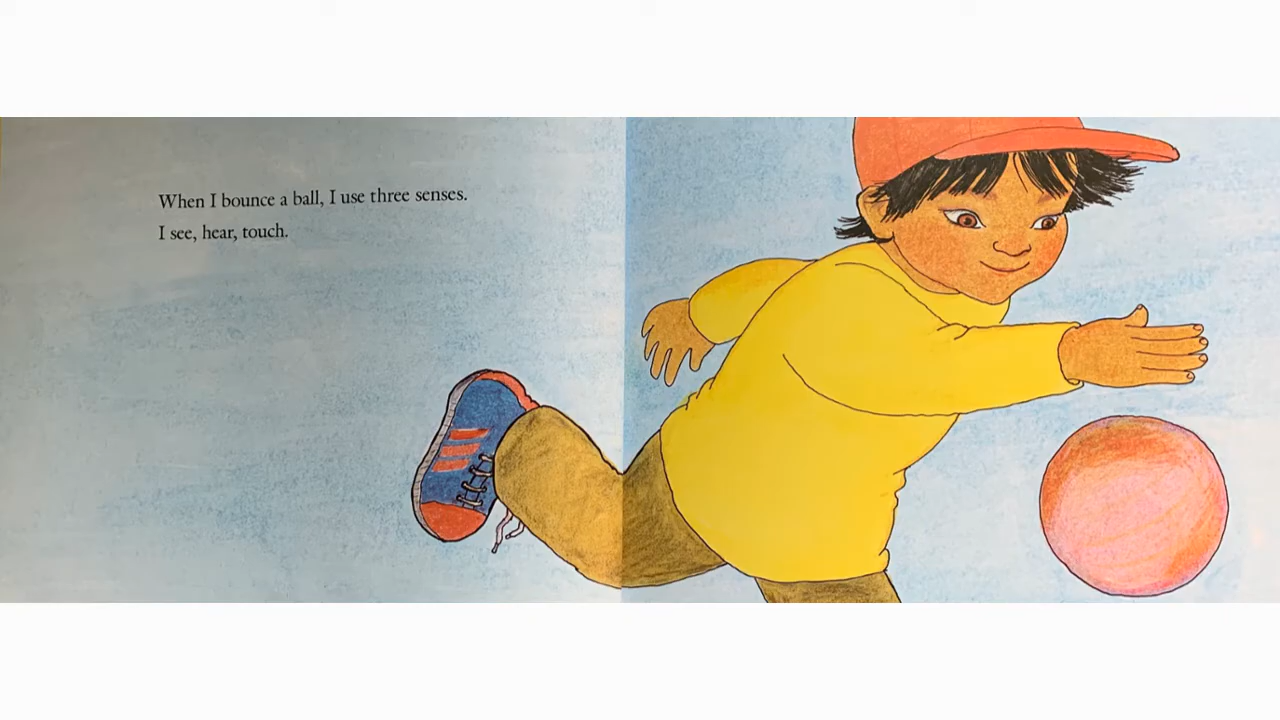 When I bounce a ball, I use three senses.
I see, hear, touch.